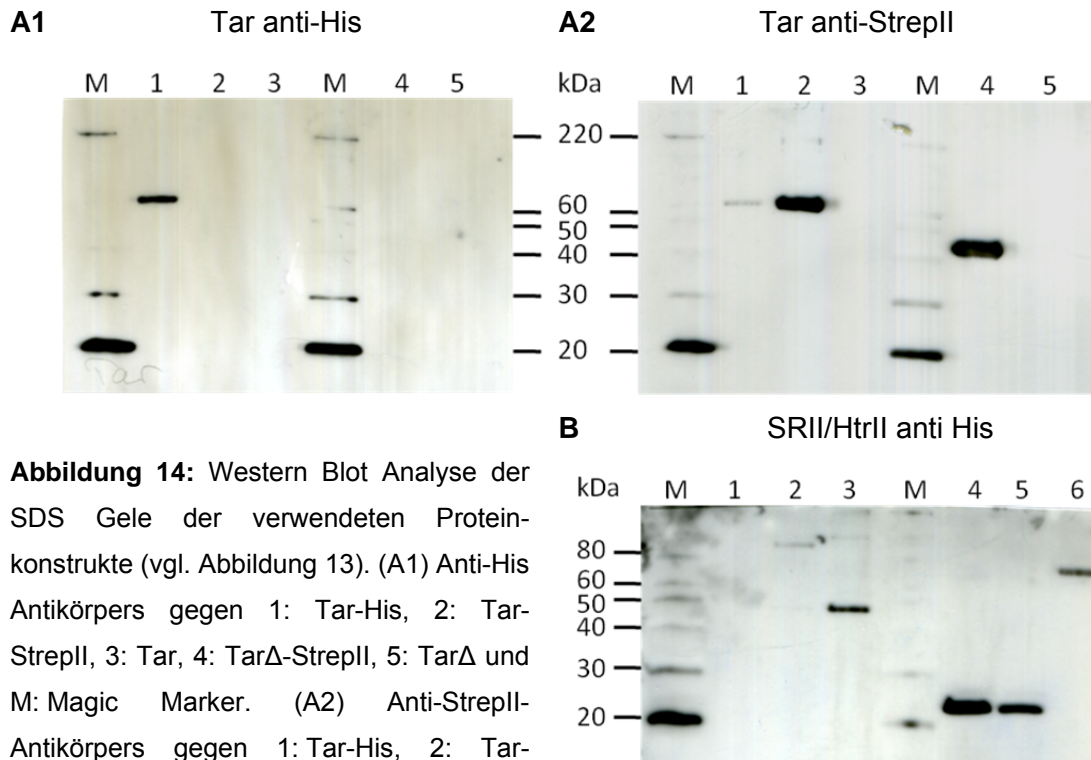 A1 Tar anti-His
A2 Tar anti-StrepII
M 1 2 3 M 4 5
kDa
M 1 2 3 M 4 5
220
60
50
40
30
20
Tar
B SRII/HtrII anti His
kDa
M 1 2 3 M 4 5 6
80
60
50
40
30
20
Abbildung 14: Western Blot Analyse der
SDS Gele der verwendeten Protein-
konstrukte (vgl. Abbildung 13). (A1) Anti-His
Antikörpers gegen 1: Tar-His, 2: Tar-
StrepII, 3: Tar, 4: TarΔ-StrepII, 5: TarΔ und
M: Magic Marker. (A2) Anti-StrepII-
Antikörpers gegen 1: Tar-His, 2: Tar-